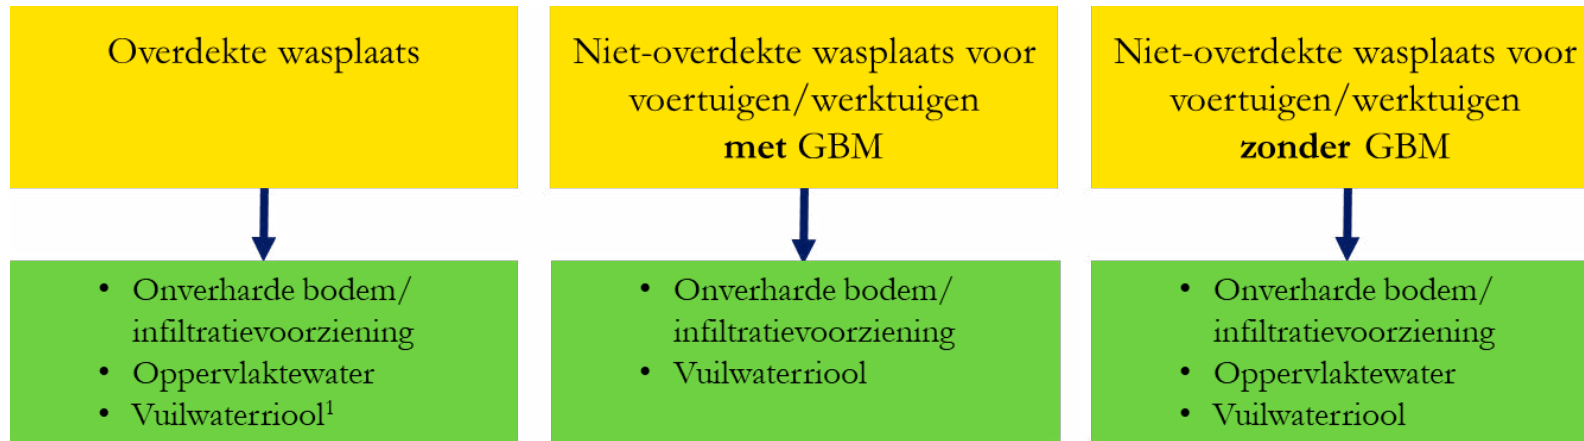 Overdekte wasplaats
Niet-overdekte wasplaats voor
voertuigen/werktuigen
met GBM
Niet-overdekte wasplaats voor
voertuigen/werktuigen
zonder GBM
• Onverharde bodem/
infiltratievoorziening
• Oppervlaktewater
• Vuilwaterriool¹
• Onverharde bodem/
infiltratievoorziening
• Vuilwaterriool
• Onverharde bodem/
infiltratievoorziening
• Oppervlaktewater
• Vuilwaterriool